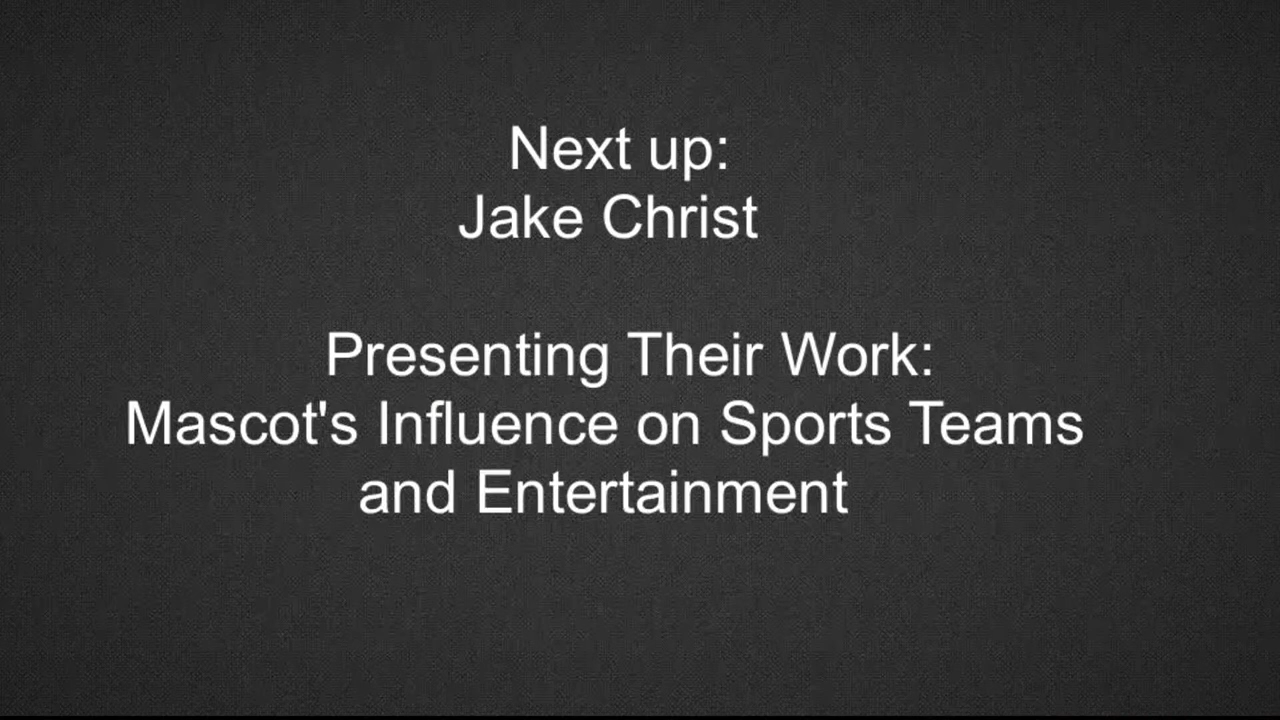 Next up:
Jake Christ
Presenting Their Work:
Mascot's Influence on Sports Teams
and Entertainment